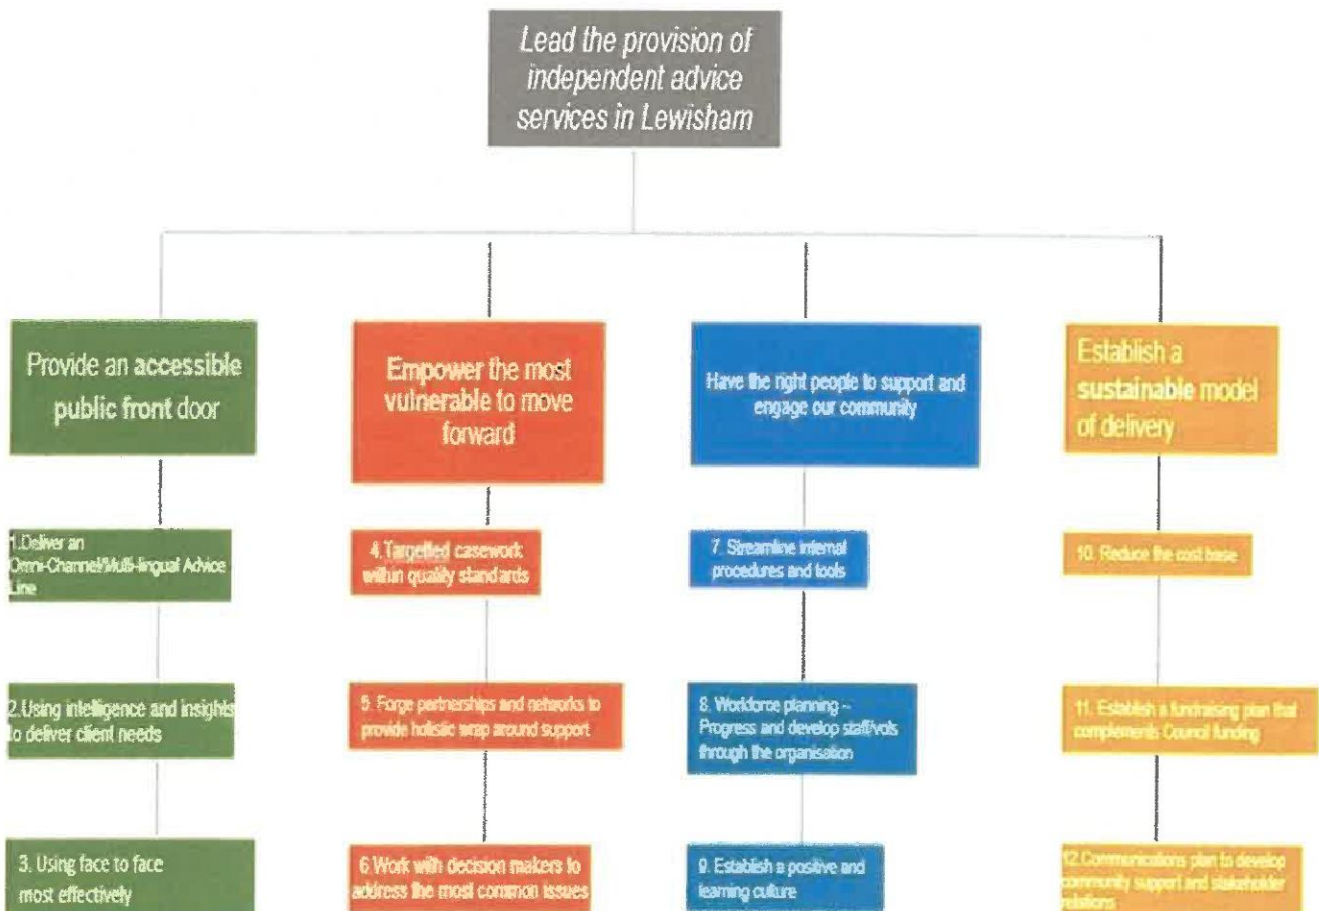 Lead the provision of
independent advice
services in Lewisham
Provide an accessible
public front door
Empower the most
vulnerable to move
forward
Have the right people to support and
engage our community
Establish a
sustainable model
of delivery
1.Deliver an
Omni-Channel/Multi-lingual Advice
Line
4.Targetted casework
within quality standards
7. Streamline internal
procedures and tools
10. Reduce the cost base
2.Using intelligence and insights
to deliver client needs
5. Forge partnerships and networks to
provide holistic wrap around support
8. Workforce planning –
Progress and develop staff/vols
through the organisation
11. Establish a fundraising plan that
complements Council funding
3. Using face to face
most effectively
6.Work with decision makers to
address the most common issues
9. Establish a positive and
learning culture
12.Communications plan to develop
community support and stakeholder
relations